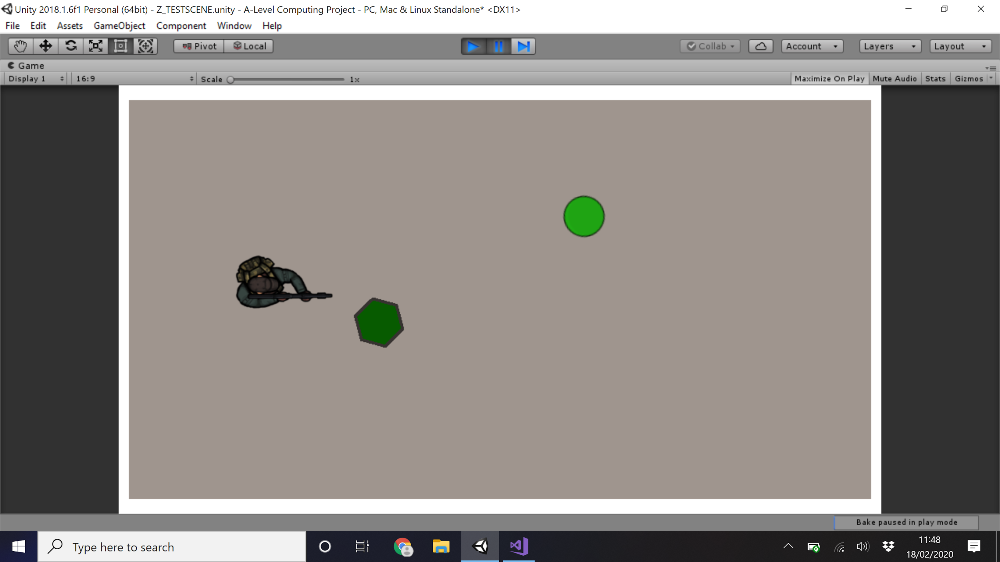 Unity 2018.1.6f1 Personal (64bit) - Z_TESTSCENE.unity - A-Level Computing Project - PC, Mac & Linux Standalone* <DX11>
File Edit Assets GameObject Component Window Help
Pivot Local Collab Account Layers Layout
Game
Display 1 16:9 Scale 1x Maximize On Play Mute Audio Stats Gizmos
Bake paused in play mode
Type here to search
11:48
18/02/2020